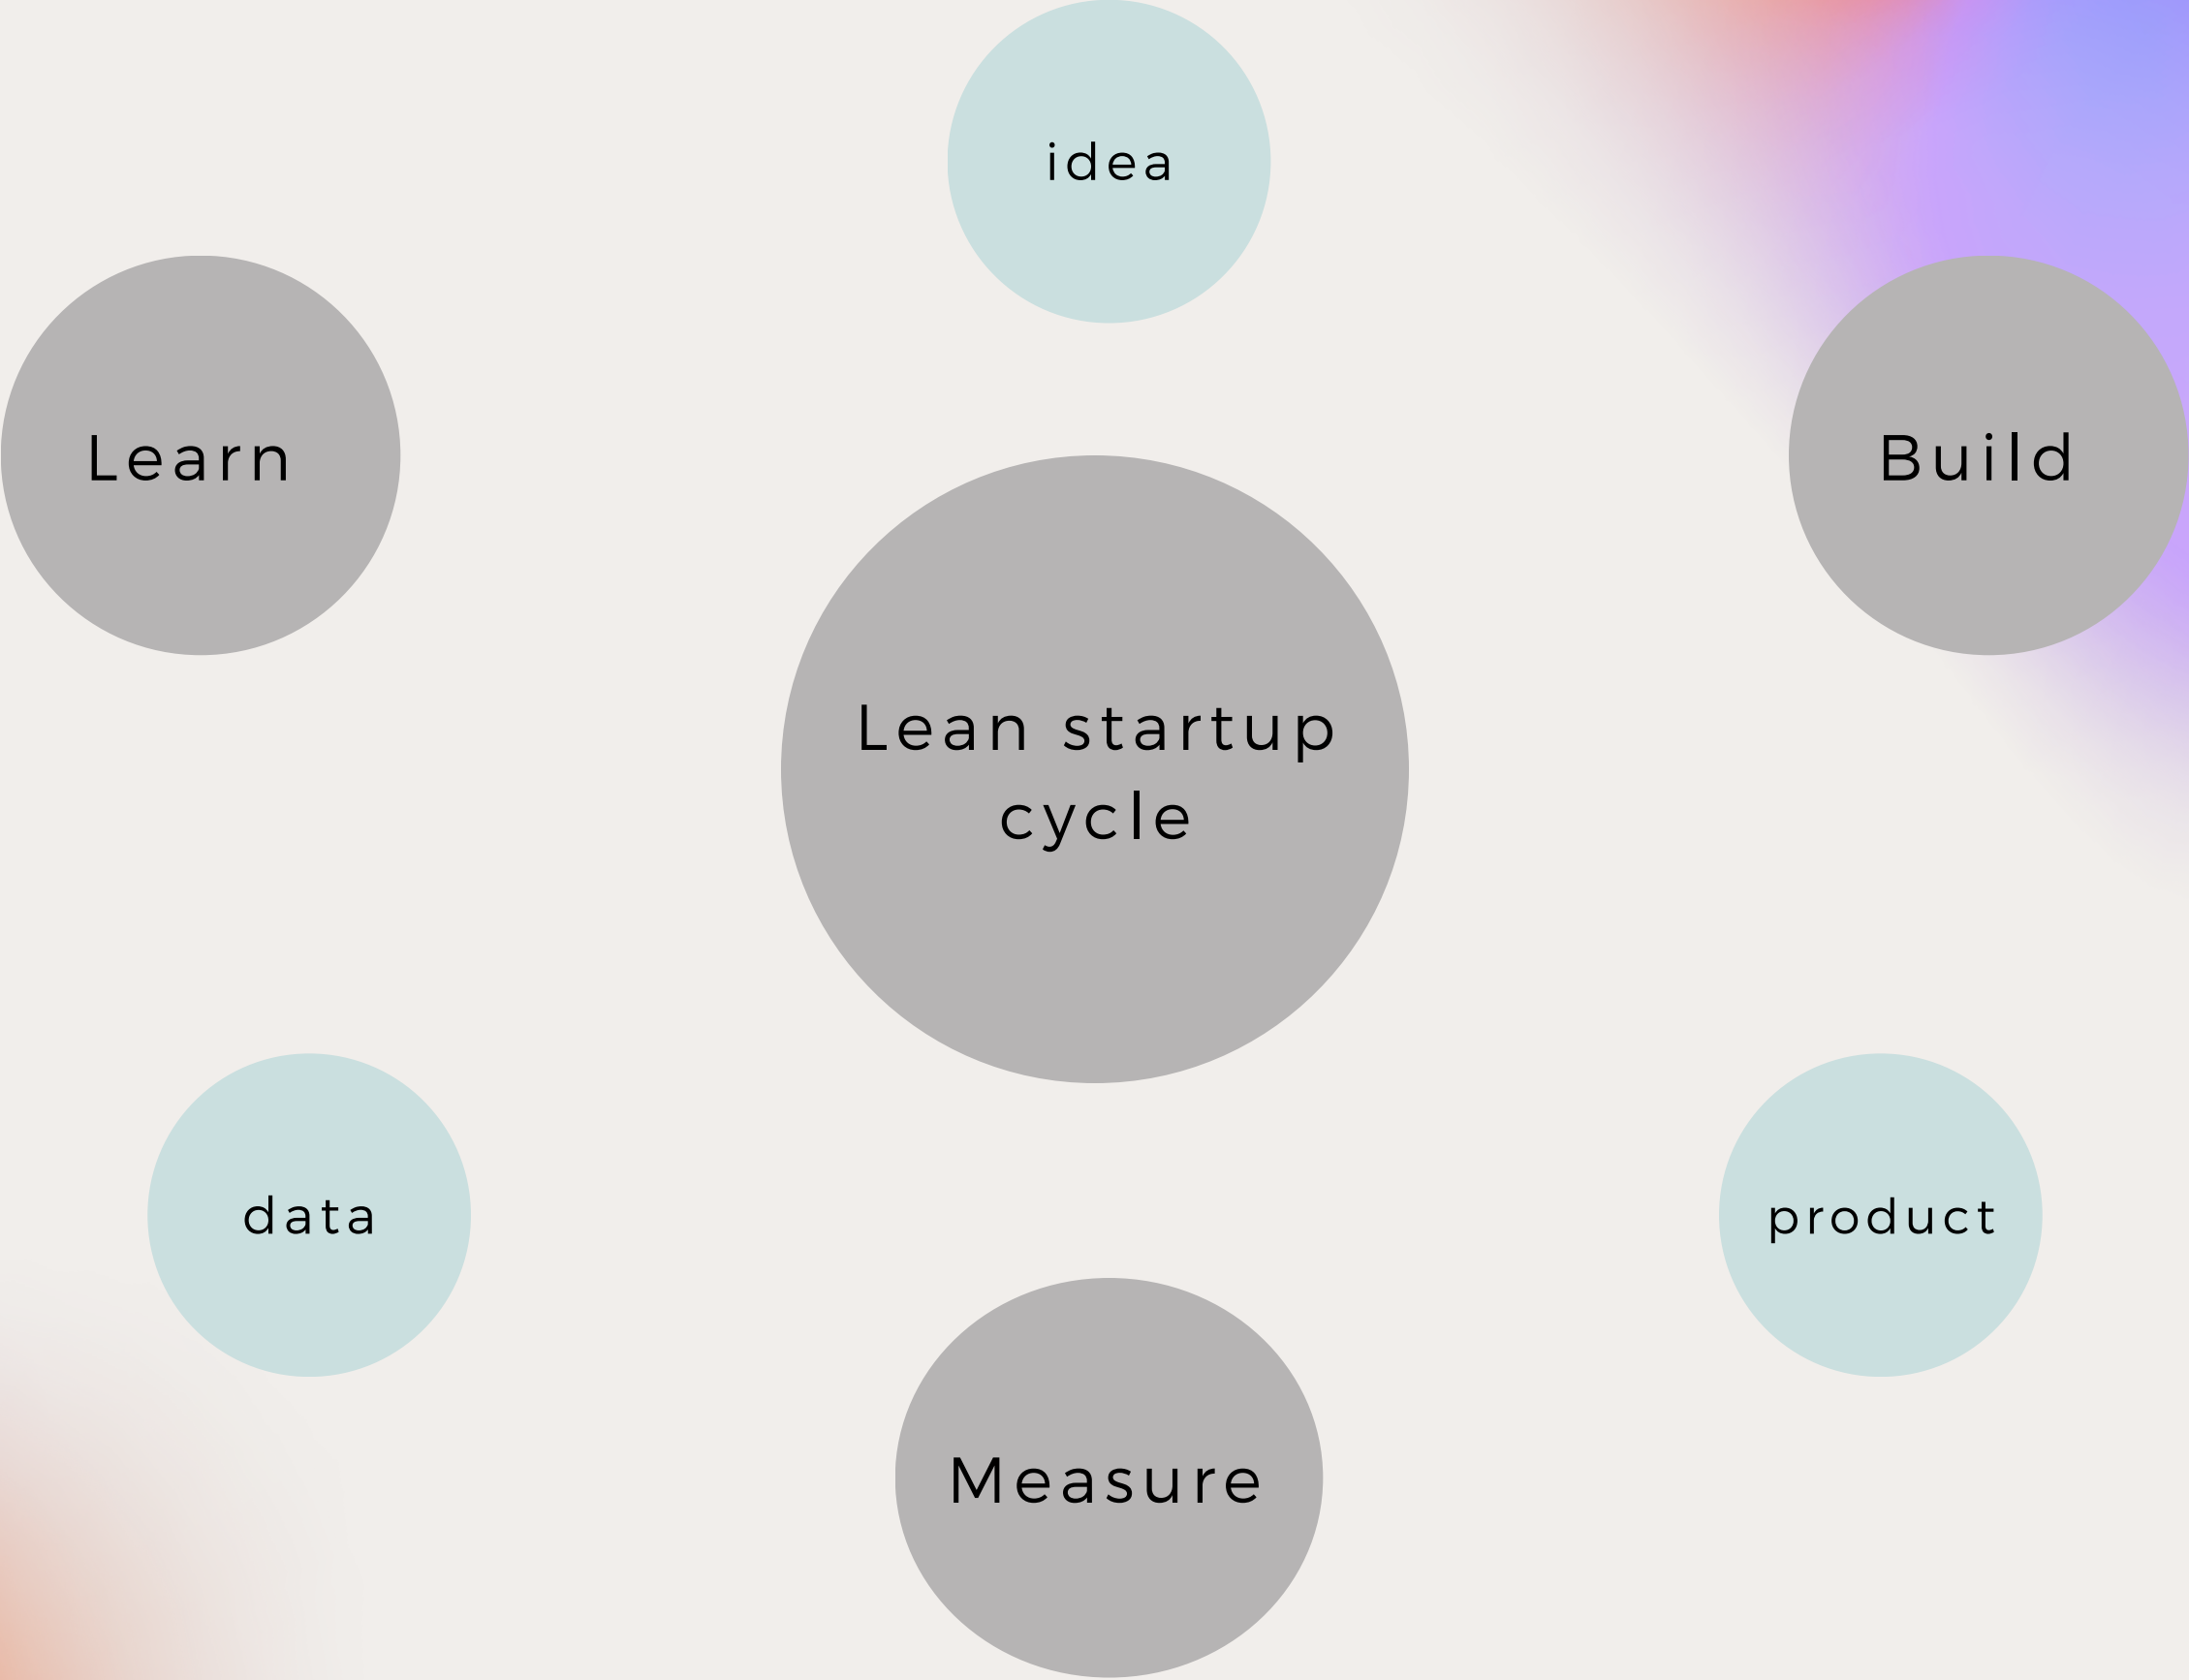 idea
Learn
Build
Lean startup
cycle
data
product
Measure